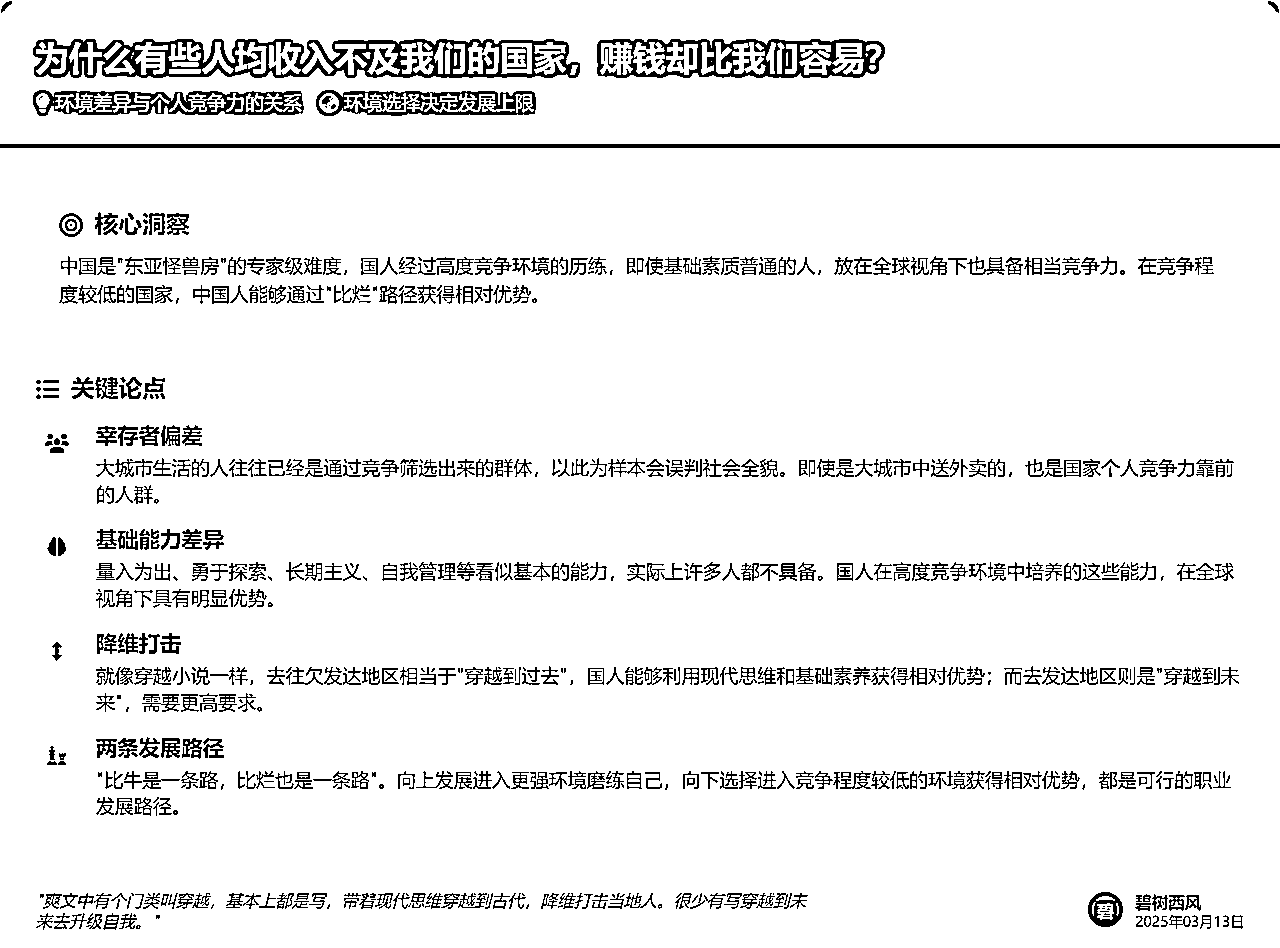 为什么有些人均收入不及我们的国家，赚钱却比我们容易？
环境差异与个人竞争力的关系 环境选择决定发展上限
核心洞察
中国是"东亚怪兽房"的专家级难度，国人经过高度竞争环境的历练，即使基础素质普通的人，放在全球视角下也具备相当竞争力。在竞争程
度较低的国家，中国人能够通过"比烂"路径获得相对优势。
关键论点
幸存者偏差
大城市生活的人往往已经是通过竞争筛选出来的群体，以此为样本会误判社会全貌。即使是大城市中送外卖的，也是国家个人竞争力靠前
的人群。
基础能力差异
量入为出、勇于探索、长期主义、自我管理等看似基本的能力，实际上许多人都不具备。国人在高度竞争环境中培养的这些能力，在全球
视角下具有明显优势。
降维打击
就像穿越小说一样，去往欠发达地区相当于"穿越到过去"，国人能够利用现代思维和基础素养获得相对优势；而去发达地区则是"穿越到未
来"，需要更高要求。
两条发展路径
"比牛是一条路，比烂也是一条路"。向上发展进入更强环境磨练自己，向下选择进入竞争程度较低的环境获得相对优势，都是可行的职业
发展路径。
"爽文中有个门类叫穿越，基本上都是写，带着现代思维穿越到古代，降维打击当地人。很少有写穿越到未
来去升级自我。"
碧树西风
2025年03月13日